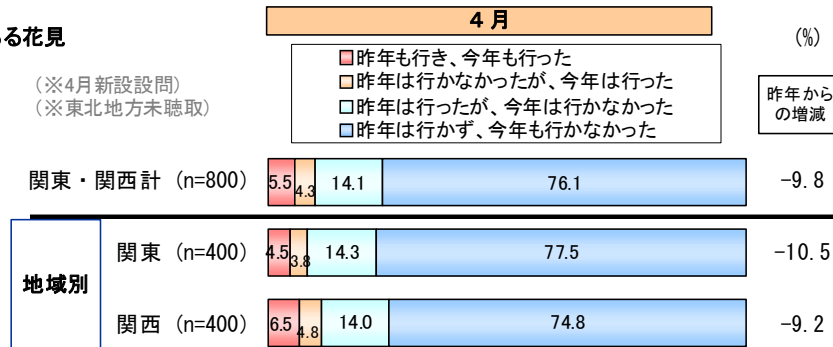 る花見
4月
(%)
(※4月新設設問)
(※東北地方未聴取)
昨年も行き、今年も行った
昨年は行かなかったが、今年は行った
昨年は行ったが、今年は行かなかった
昨年は行かず、今年も行かなかった
昨年から
の増減
関東・関西計 (n=800) 5.5 4.3 14.1 76.1 -9.8
地域別
関東 (n=400) 4.5 3.8 14.3 77.5 -10.5
関西 (n=400) 6.5 4.8 14.0 74.8 -9.2